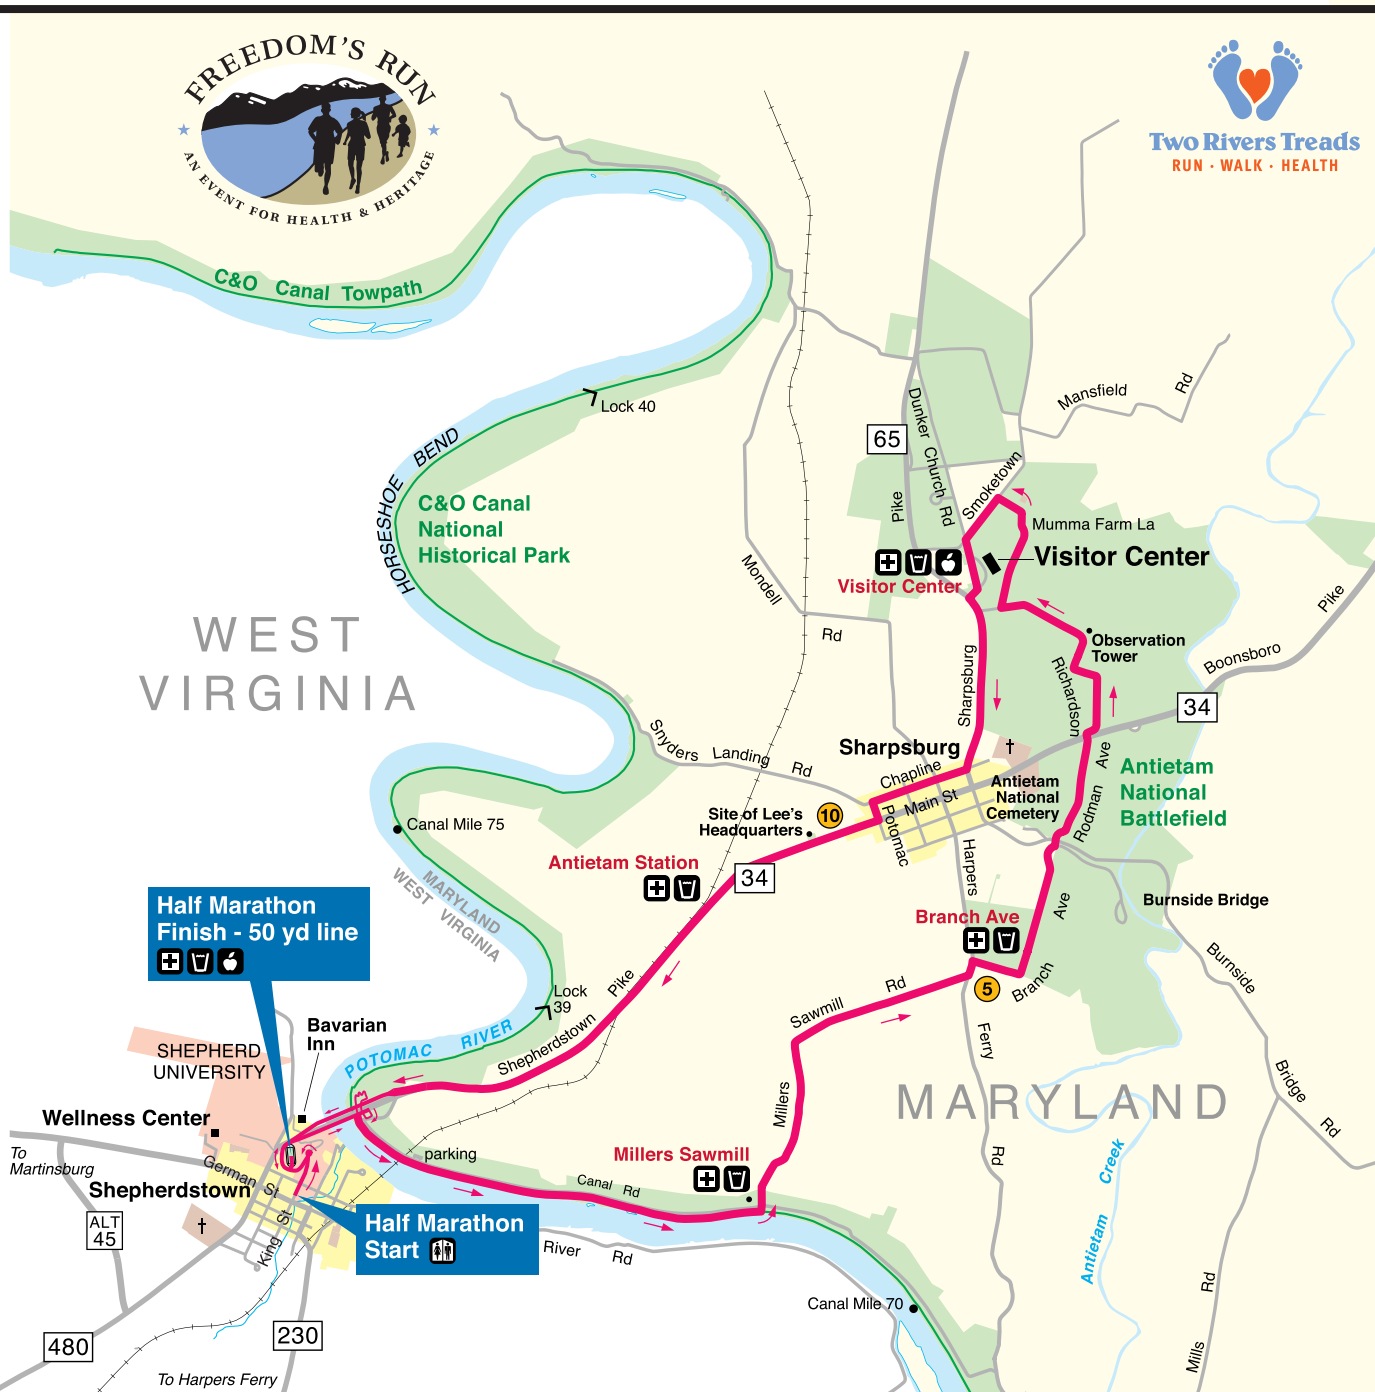 FREEDOM'S RUN
AN EVENT FOR HEALTH & HERITAGE
Two Rivers Treads
RUN · WALK · HEALTH
C&O Canal Towpath
Lock 40
HORSESHOE BEND
C&O Canal
National
Historical Park
WEST
VIRGINIA
Mansfield Rd
65
Dunker Church Rd
Pike
Smoketown
Mumma Farm La
Visitor Center
Visitor Center
Mondell
Rd
Observation
Tower
Richardson
Ave
Boonsboro
Pike
34
Sharpsburg
Sharpsburg
Snyders Landing Rd
Chapline
Main St
Potomac
Antietam
National
Cemetery
Rodman
Antietam
National
Battlefield
Site of Lee's
Headquarters
10
Canal Mile 75
Antietam Station
34
MARYLAND
WEST VIRGINIA
Harpers
Ave
Burnside Bridge
Half Marathon
Finish - 50 yd line
Branch Ave
5
Branch
Burnside
Bridge
Rd
Lock
39
Pike
Shepherdstown
Sawmill
Rd
Ferry
Rd
POTOMAC RIVER
Bavarian
Inn
SHEPHERD
UNIVERSITY
MARYLAND
Millers
Wellness Center
To
Martinsburg
German St
parking
Millers Sawmill
Canal Rd
Antietam Creek
Shepherdstown
ALT
45
King St
Half Marathon
Start
River Rd
Canal Mile 70
Mills
Rd
480
230
To Harpers Ferry